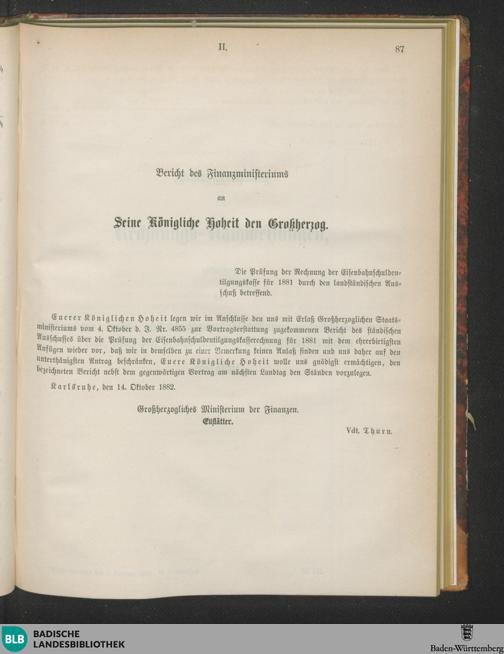 II. 87
Bericht des Finanzministeriums
an
Seine Königliche Hoheit den Großherzog.
Die Prüfung der Rechnung der Eisenbahnschulden-
tilgungskasse für 1881 durch den landständischen Aus-
schuß betreffend.
Euerer Königlichen Hoheit legen wir im Anschlusse den uns mit Erlaß Großherzoglichen Staats-
ministeriums vom 4. Oktober d. J. Nr. 4855 zur Vortragserstattung zugekommenen Bericht des ständischen
Ausschusses über die Prüfung der Eisenbahnschuldentilgungskasserechnung für 1881 mit dem ehrerbietigsten
Anfügen wieder vor, daß wir in demselben zu einer Bemerkung keinen Anlaß finden und uns daher auf den
unterthänigsten Antrag beschränken, Euere Königliche Hoheit wolle uns gnädigst ermächtigen, den
bezeichneten Bericht nebst dem gegenwärtigen Vortrag am nächsten Landtag den Ständen vorzulegen.
Karlsruhe, den 14. Oktober 1882.
Großherzogliches Ministerium der Finanzen.
Ellstätter.
Vdt. Thurn.
BLB BADISCHE
LANDESBIBLIOTHEK
Baden-Württemberg